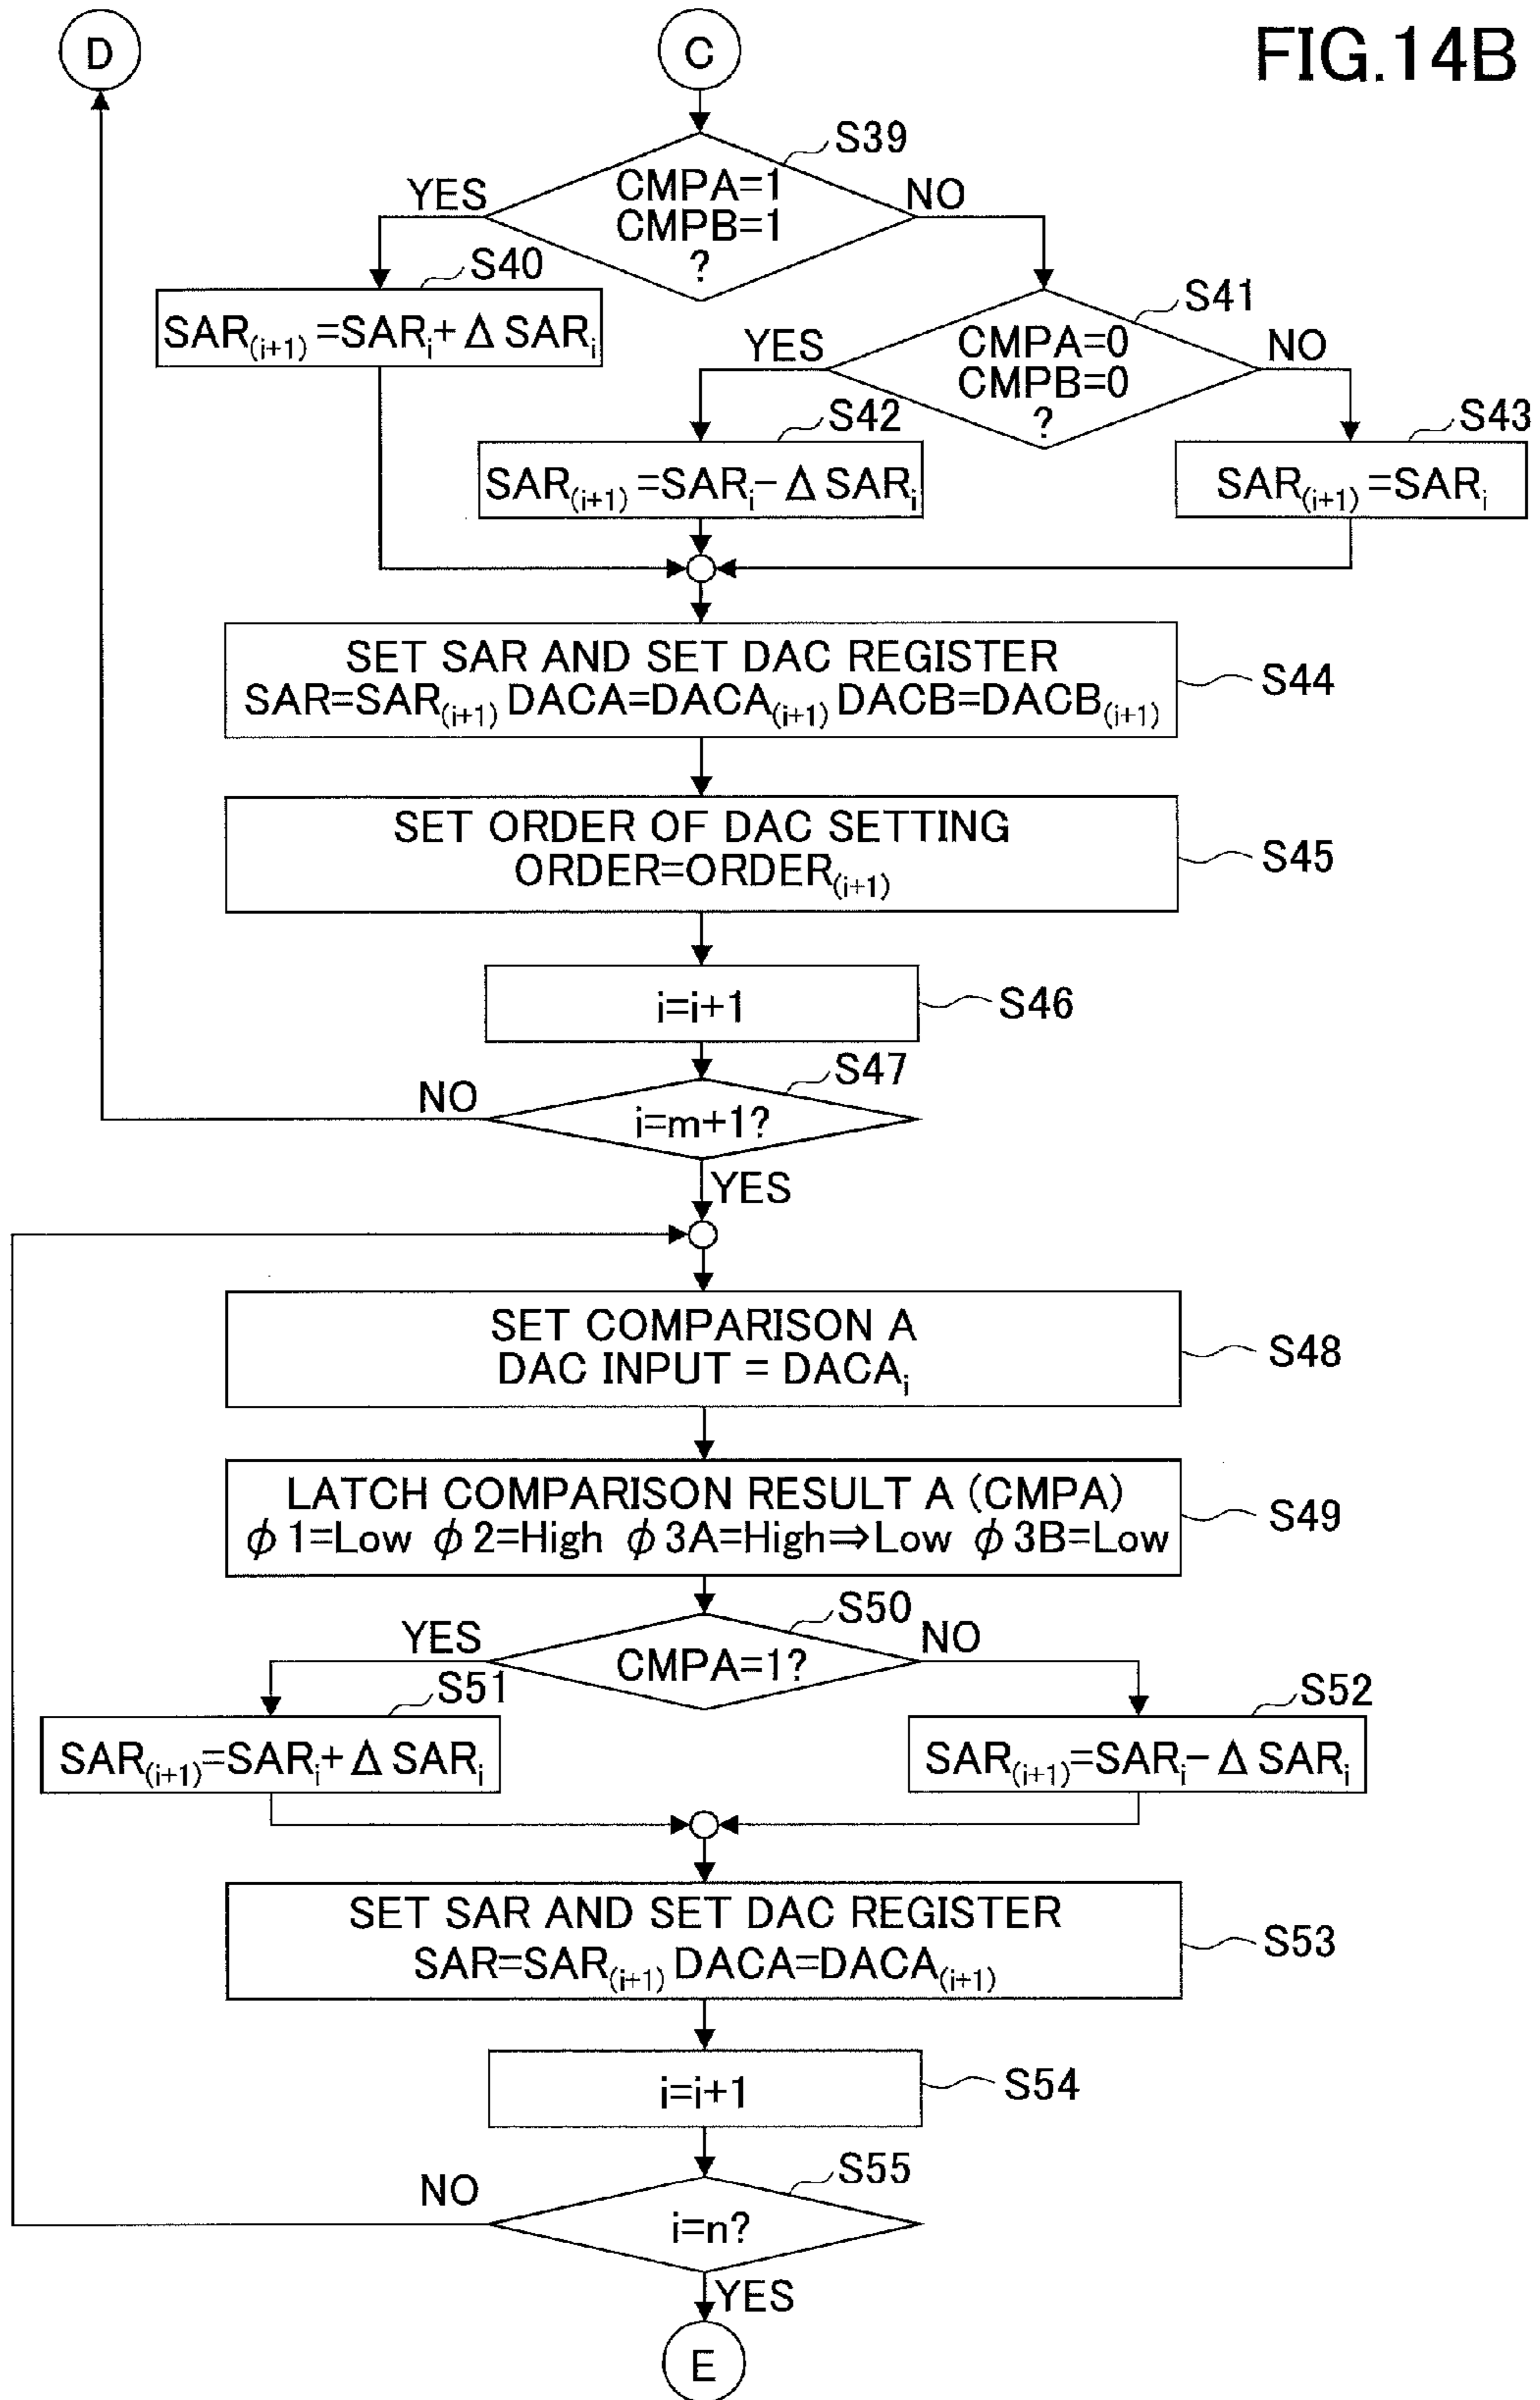 FIG.14B
D
C
S39
CMPA=1
CMPB=1
?
YES
NO
S40
SAR(i+1)=SARi+Δ SARi
S41
CMPA=0
CMPB=0
?
YES
NO
S42
SAR(i+1)=SARi-Δ SARi
S43
SAR(i+1)=SARi
SET SAR AND SET DAC REGISTER
SAR=SAR(i+1) DACA=DACA(i+1) DACB=DACB(i+1)
S44
SET ORDER OF DAC SETTING
ORDER=ORDER(i+1)
S45
i=i+1
S46
S47
i=m+1?
NO
YES
SET COMPARISON A
DAC INPUT = DACAi
S48
LATCH COMPARISON RESULT A (CMPA)
φ1=Low φ2=High φ3A=High⇒Low φ3B=Low
S49
S50
CMPA=1?
YES
NO
S51
SAR(i+1)=SARi+Δ SARi
S52
SAR(i+1)=SARi-Δ SARi
SET SAR AND SET DAC REGISTER
SAR=SAR(i+1) DACA=DACA(i+1)
S53
i=i+1
S54
S55
i=n?
NO
YES
E